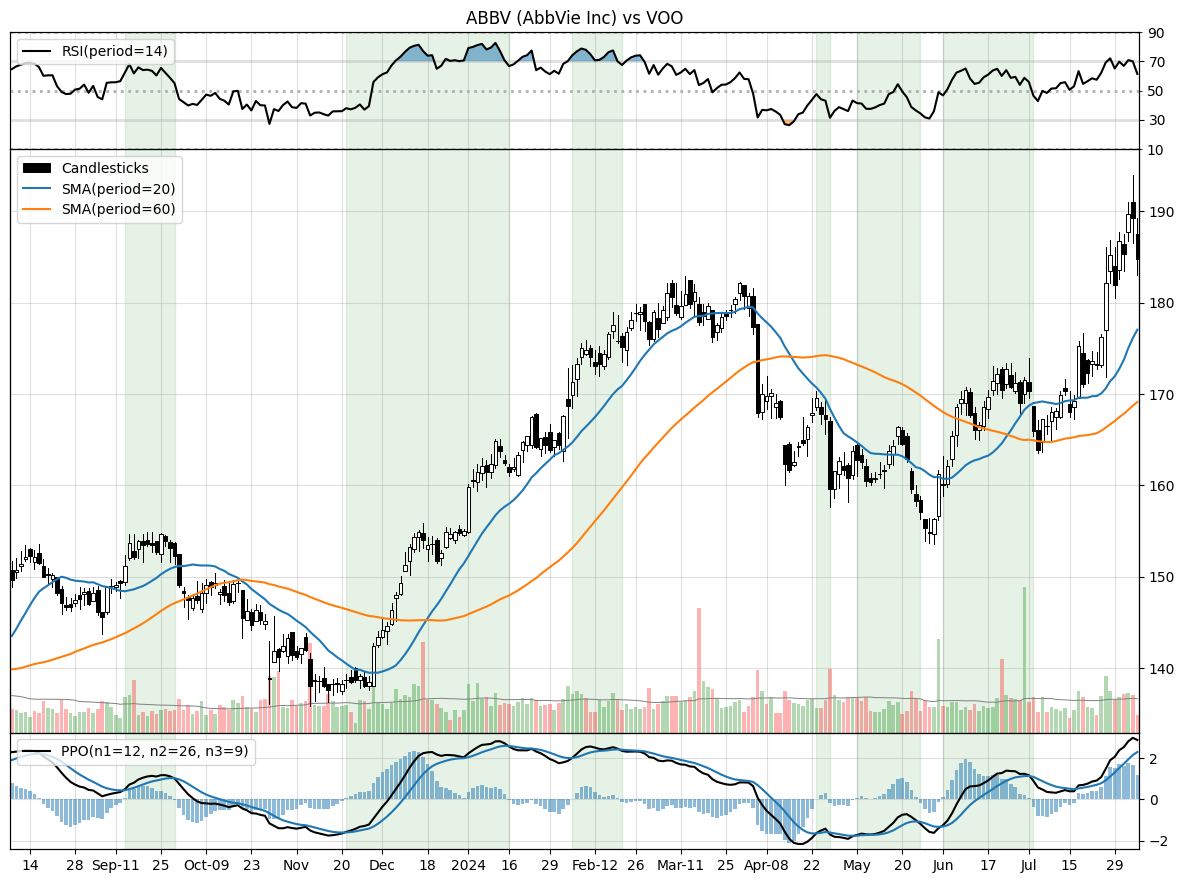 ABBV (AbbVie Inc) vs VOO
RSI(period=14)
90
70
50
30
10
Candlesticks
SMA(period=20)
SMA(period=60)
190
180
170
160
150
140
PPO(n1=12, n2=26, n3=9)
2
0
−2
14 28 Sep-11 25 Oct-09 23 Nov 20 Dec 18 2024 16 29 Feb-12 26 Mar-11 25 Apr-08 22 May 20 Jun 17 Jul 15 29